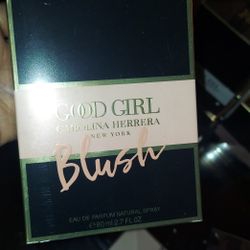 GOOD GIRL
CAROLINA HERRERA
NEW YORK
Blush
EAU DE PARFUM NATURAL SPRAY
℮ 80 ml 2.7 FL. OZ.